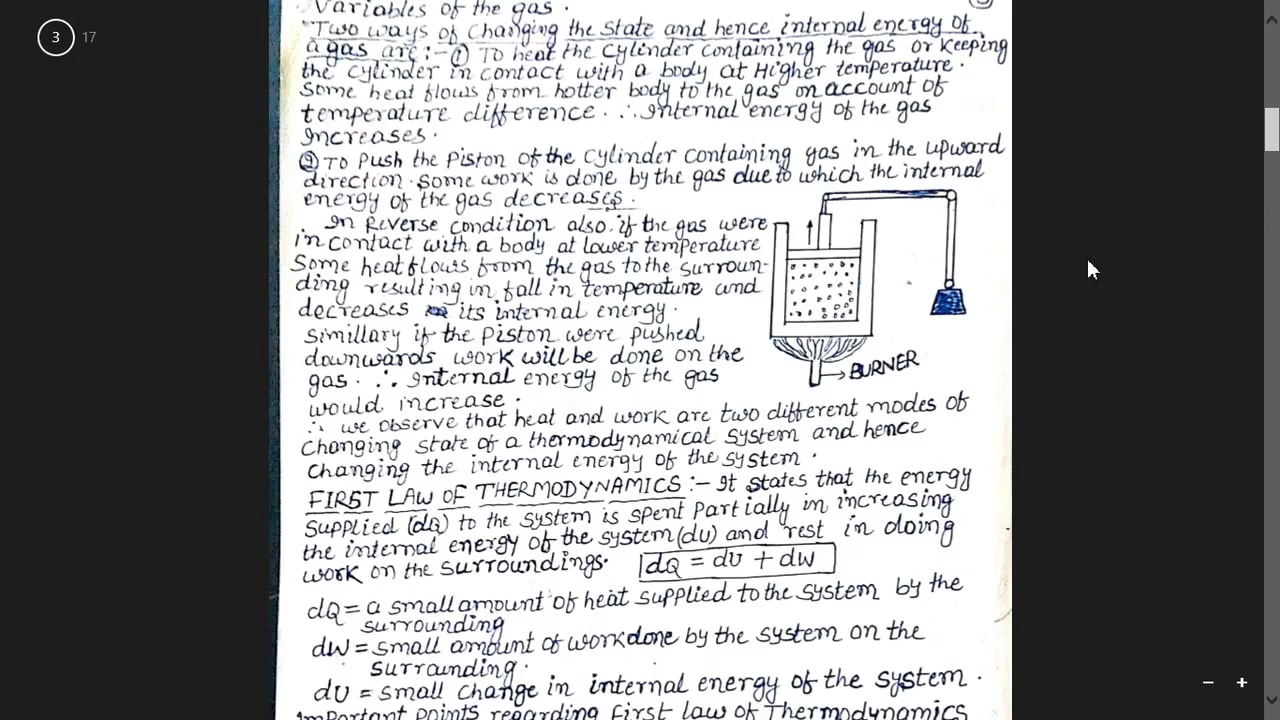 3 17
Variables of the gas.
Two ways of Changing the State and hence internal energy of
a gas are:- ① To heat the Cylinder containing the gas or Keeping
the Cylinder in contact with a body at Higher temperature.
Some heat flows from hotter body to the gas on account of
temperature difference. ∴ Internal energy of the gas
Increases.
② To Push the Piston of the Cylinder containing gas in the upward
direction. Some work is done by the gas due to which the internal
energy of the gas decreases.
In Reverse condition also if the gas were
in contact with a body at lower temperature
Some heat flows from the gas to the Surroun-
ding resulting in fall in temperature and
decreases its internal energy.
Simillary if the Piston were pushed
downwards work will be done on the
gas. ∴ Internal energy of the gas
would increase.
∴ we observe that heat and work are two different modes of
Changing state of a thermodynamical system and hence
Changing the internal energy of the system.
BURNER
FIRST LAW OF THERMODYNAMICS :- It states that the energy
Supplied (dQ) to the system is spent Partially in increasing
the internal energy of the system (dU) and rest in doing
work on the surroundings. dQ = dU + dW
dQ = a small amount of heat supplied to the system by the
surrounding
dW = small amount of workdone by the system on the
Surrounding.
dU = small change in internal energy of the system.
Important Points regarding First law of Thermodynamics